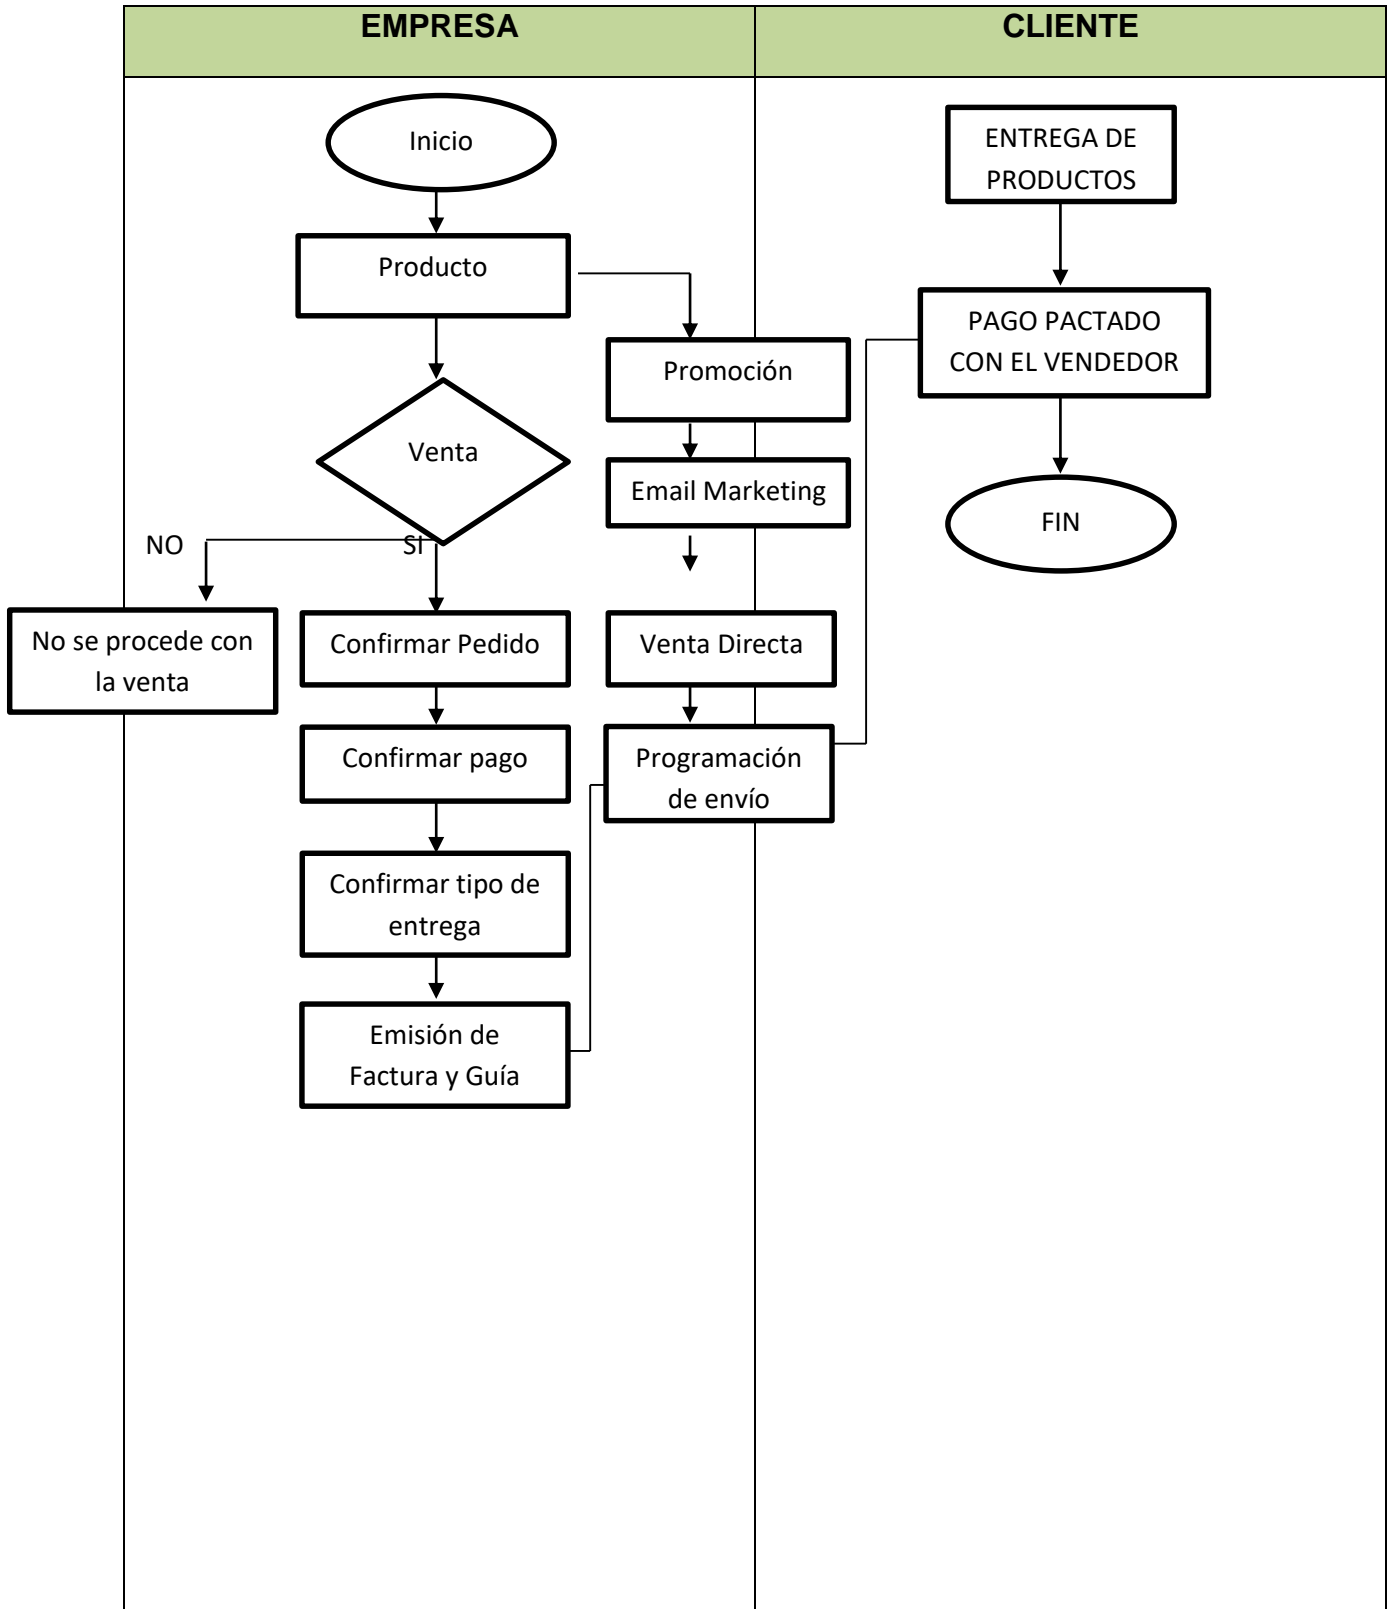 EMPRESA
CLIENTE
Inicio
Producto
Venta
NO
SI
No se procede con
la venta
Confirmar Pedido
Confirmar pago
Confirmar tipo de
entrega
Emisión de
Factura y Guía
Promoción
Email Marketing
Venta Directa
Programación
de envío
ENTREGA DE
PRODUCTOS
PAGO PACTADO
CON EL VENDEDOR
FIN